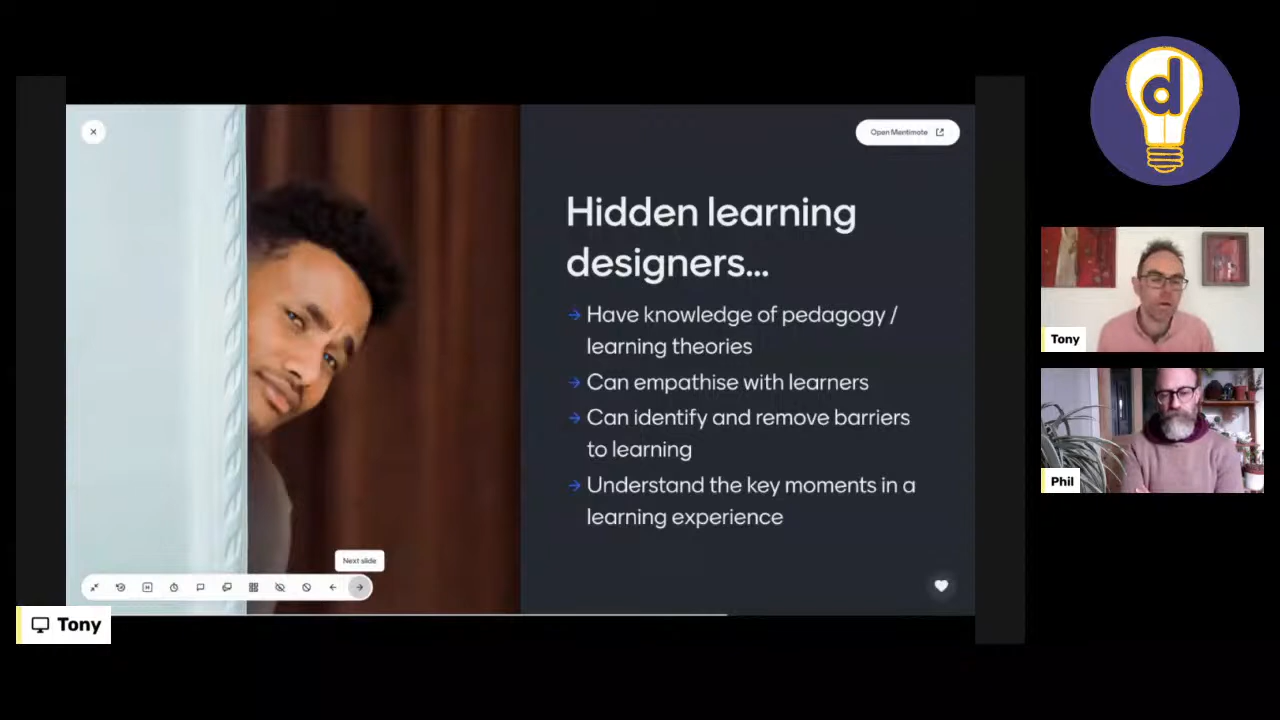 Open Mentimote
Hidden learning
designers...
→ Have knowledge of pedagogy /
learning theories
→ Can empathise with learners
→ Can identify and remove barriers
to learning
→ Understand the key moments in a
learning experience
Next slide
Tony
Tony
Phil
d